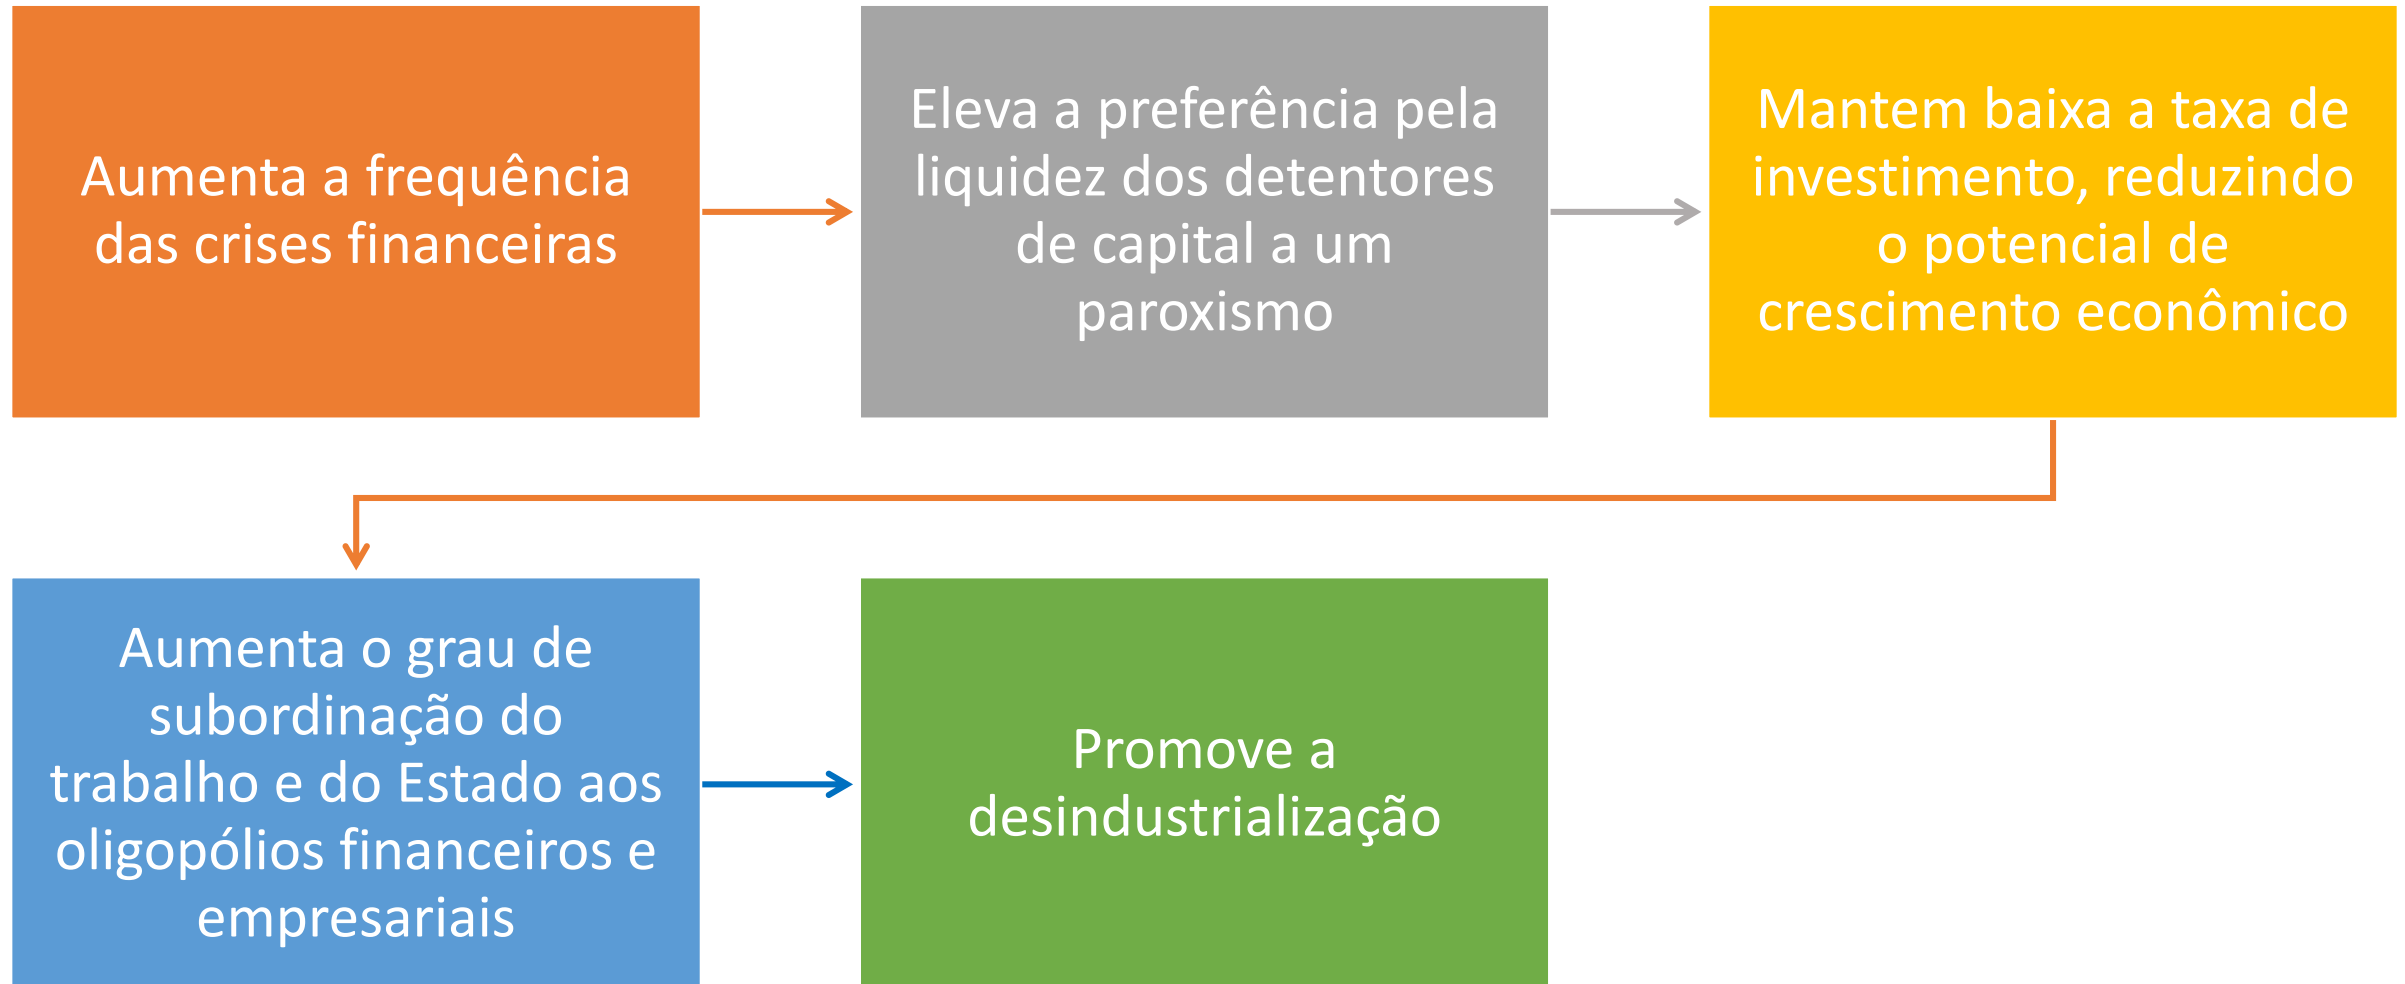 Aumenta a frequência
das crises financeiras
Eleva a preferência pela
liquidez dos detentores
de capital a um
paroxismo
Mantem baixa a taxa de
investimento, reduzindo
o potencial de
crescimento econômico
Aumenta o grau de
subordinação do
trabalho e do Estado aos
oligopólios financeiros e
empresariais
Promove a
desindustrialização